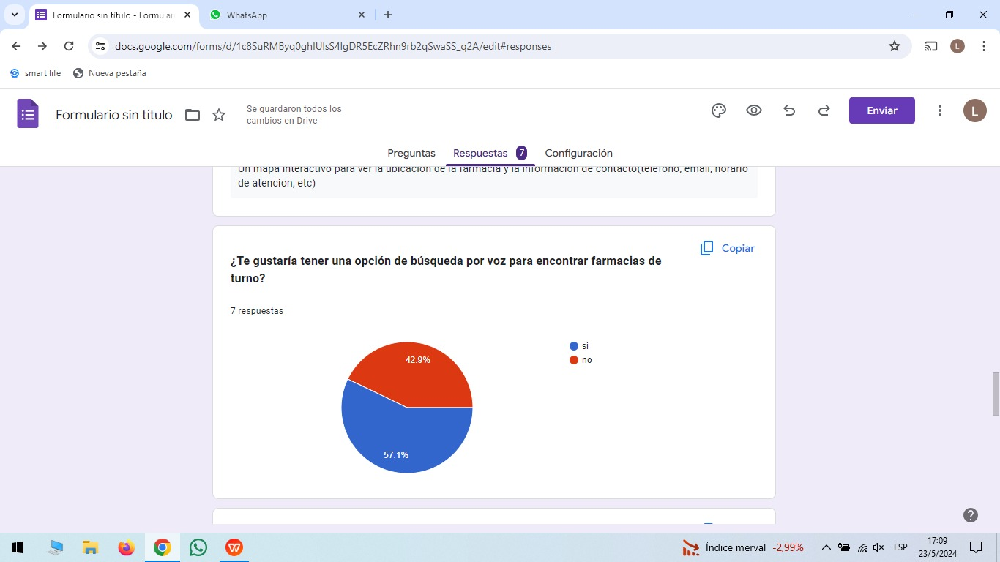 Formulario sin título - Formular
WhatsApp
docs.google.com/forms/d/1c8SuRMByq0ghIUlsS4lgDR5EcZRhn9rb2qSwaSS_q2A/edit#responses
L
smart life
Nueva pestaña
Formulario sin título
Se guardaron todos los
cambios en Drive
Enviar
L
Preguntas
Respuestas 7
Configuración
Un mapa interactivo para ver la ubicacion de la farmacia y la informacion de contacto(telefono, email, horario
de atencion, etc)
Copiar
¿Te gustaría tener una opción de búsqueda por voz para encontrar farmacias de
turno?
7 respuestas
si
no
42.9%
57.1%
Índice merval -2,99%
ESP
17:09
23/5/2024